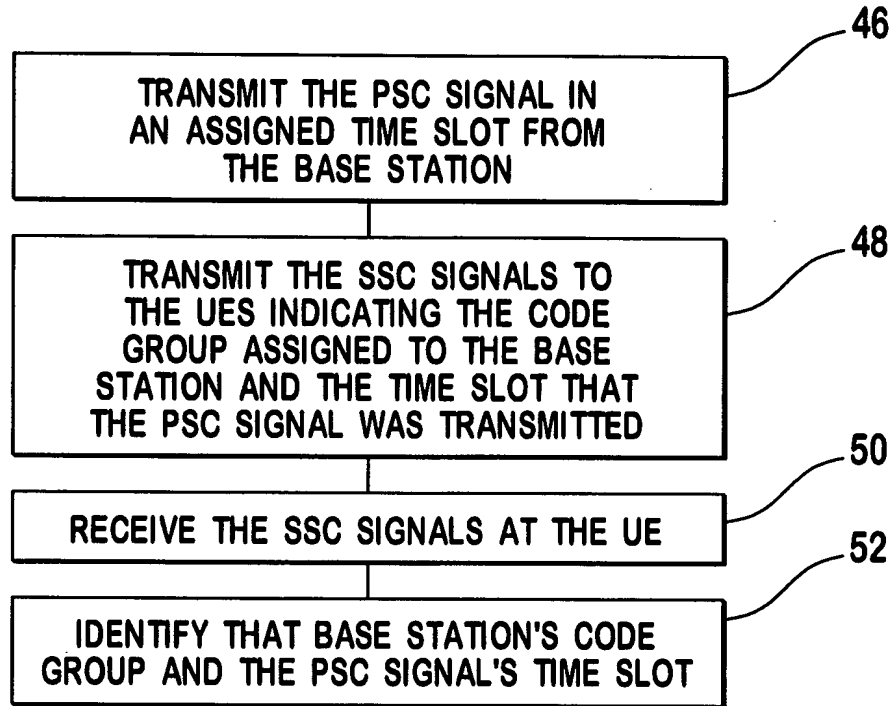 46
TRANSMIT THE PSC SIGNAL IN
AN ASSIGNED TIME SLOT FROM
THE BASE STATION
48
TRANSMIT THE SSC SIGNALS TO
THE UES INDICATING THE CODE
GROUP ASSIGNED TO THE BASE
STATION AND THE TIME SLOT THAT
THE PSC SIGNAL WAS TRANSMITTED
50
RECEIVE THE SSC SIGNALS AT THE UE
52
IDENTIFY THAT BASE STATION'S CODE
GROUP AND THE PSC SIGNAL'S TIME SLOT